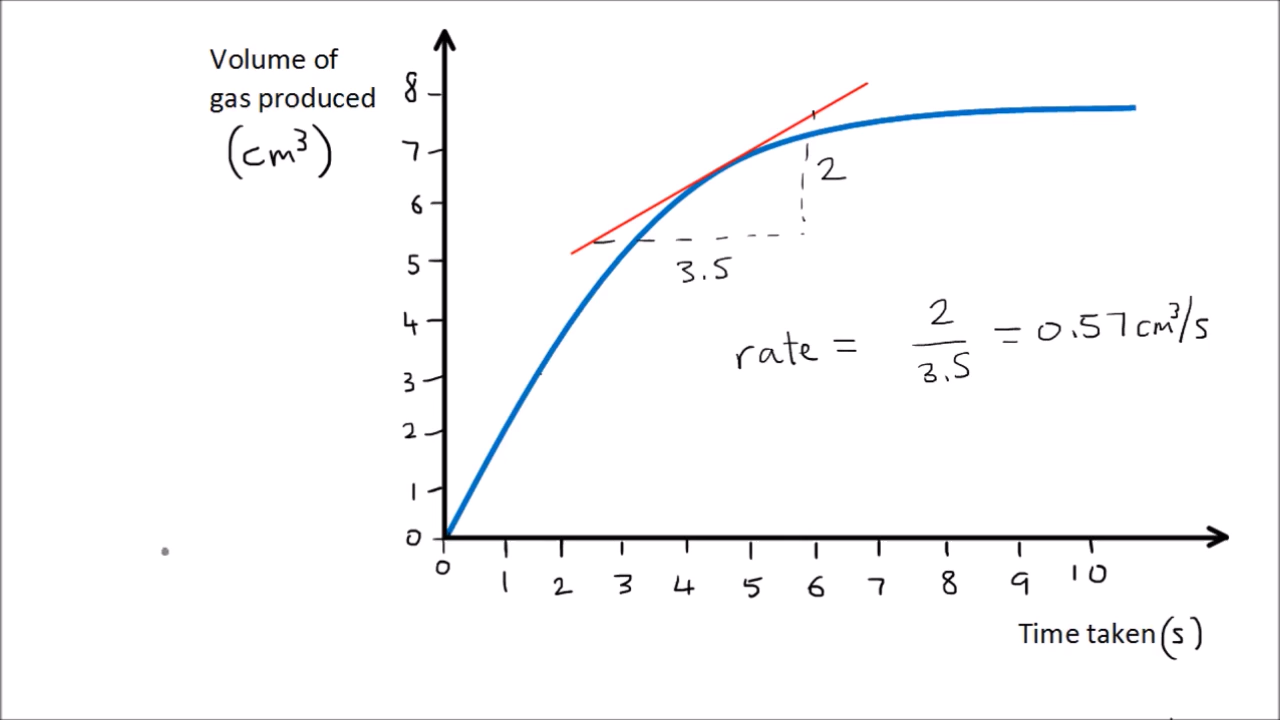 Volume of
gas produced
(cm³)
8
7
6
5
4
3
2
1
0
2
3.5
rate = 2/3.5 = 0.57cm³/s
0 1 2 3 4 5 6 7 8 9 10
Time taken (s)